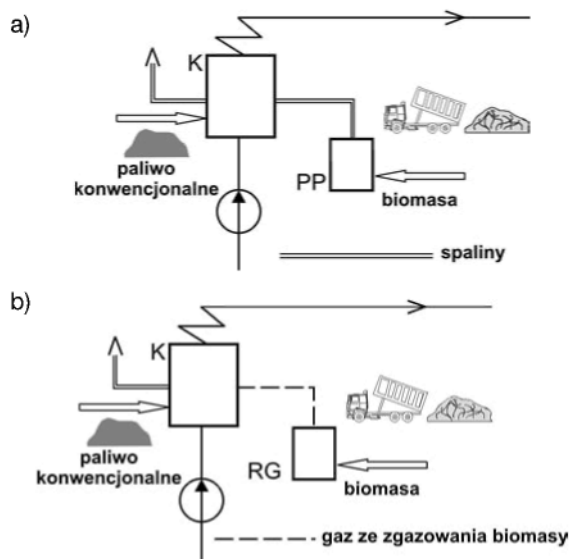 a)
K
paliwo
konwencjonalne
PP
biomasa
spaliny
b)
K
paliwo
konwencjonalne
RG
biomasa
gaz ze zgazowania biomasy